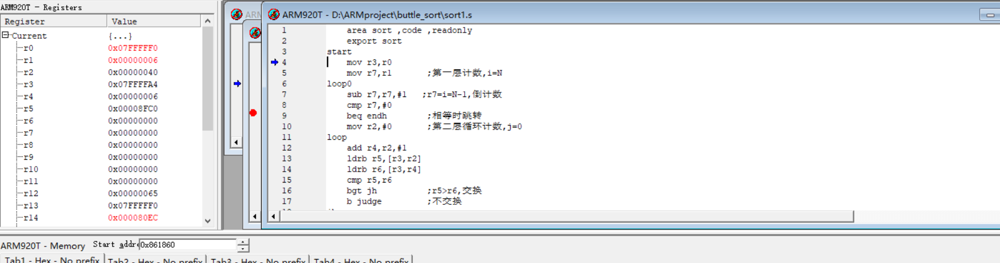 ARM920T - Registers
Register Value
Current {...}
r0 0x07FFFFF0
r1 0x00000006
r2 0x00000040
r3 0x07FFFFA4
r4 0x00000006
r5 0x00008FC0
r6 0x00000000
r7 0x00000000
r8 0x00000000
r9 0x00000000
r10 0x00000000
r11 0x00000000
r12 0x00000065
r13 0x07FFFFF0
r14 0x000080EC
ARM
ARM920T - D:\ARMproject\buttle_sort\sort1.s
1 area sort ,code ,readonly
2 export sort
3 start
4 mov r3,r0
5 mov r7,r1 ;第一层计数,i=N
6 loop0
7 sub r7,r7,#1 ;r7=i=N-1,倒计数
8 cmp r7,#0
9 beq endh ;相等时跳转
10 mov r2,#0 ;第二层循环计数,j=0
11 loop
12 add r4,r2,#1
13 ldrb r5,[r3,r2]
14 ldrb r6,[r3,r4]
15 cmp r5,r6
16 bgt jh ;r5>r6,交换
17 b judge ;不交换
ARM920T - Memory Start addre 0x861860
Tab1 - Hex - No prefix Tab2 - Hex - No prefix Tab3 - Hex - No prefix Tab4 - Hex - No prefix